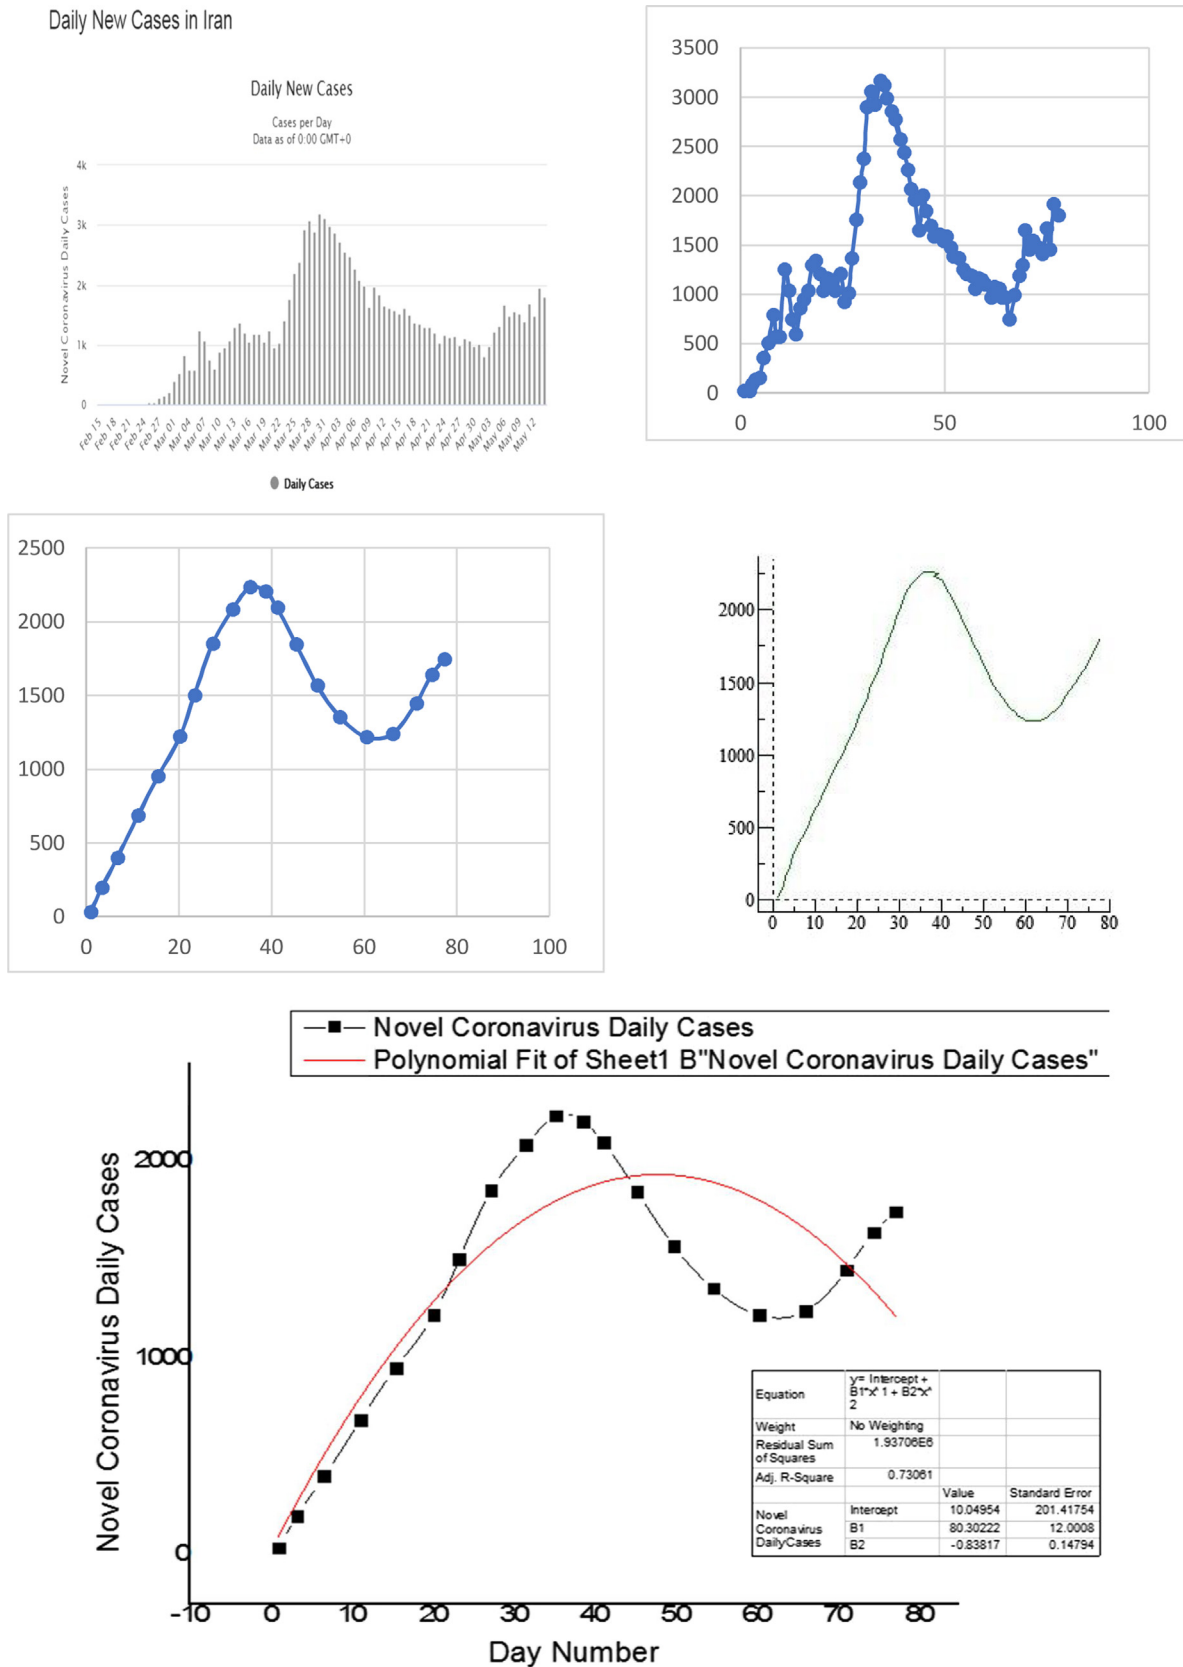 Daily New Cases in Iran
Daily New Cases
Cases per Day
Data as of 0:00 GMT+0
4k
3k
2k
1k
0
Novel Coronavirus Daily Cases
Feb 15
Feb 18
Feb 21
Feb 24
Feb 27
Mar 01
Mar 04
Mar 07
Mar 10
Mar 13
Mar 16
Mar 19
Mar 22
Mar 25
Mar 28
Mar 31
Apr 03
Apr 06
Apr 09
Apr 12
Apr 15
Apr 18
Apr 21
Apr 24
Apr 27
Apr 30
May 03
May 06
May 09
May 12
Daily Cases
3500
3000
2500
2000
1500
1000
500
0
0 50 100
2500
2000
1500
1000
500
0
0 20 40 60 80 100
2000
1500
1000
500
0
0 10 20 30 40 50 60 70 80
Novel Coronavirus Daily Cases
Polynomial Fit of Sheet1 B"Novel Coronavirus Daily Cases"
Novel Coronavirus Daily Cases
2000
1000
0
-10 0 10 20 30 40 50 60 70 80
Day Number
Equation
y= Intercept +
B1*x^1 + B2*x^
2
Weight No Weighting
Residual Sum
of Squares
1.93706E6
Adj. R-Square 0.73061
Value Standard Error
Novel
Coronavirus
DailyCases
Intercept 10.04954 201.41754
B1 80.30222 12.0008
B2 -0.83817 0.14794